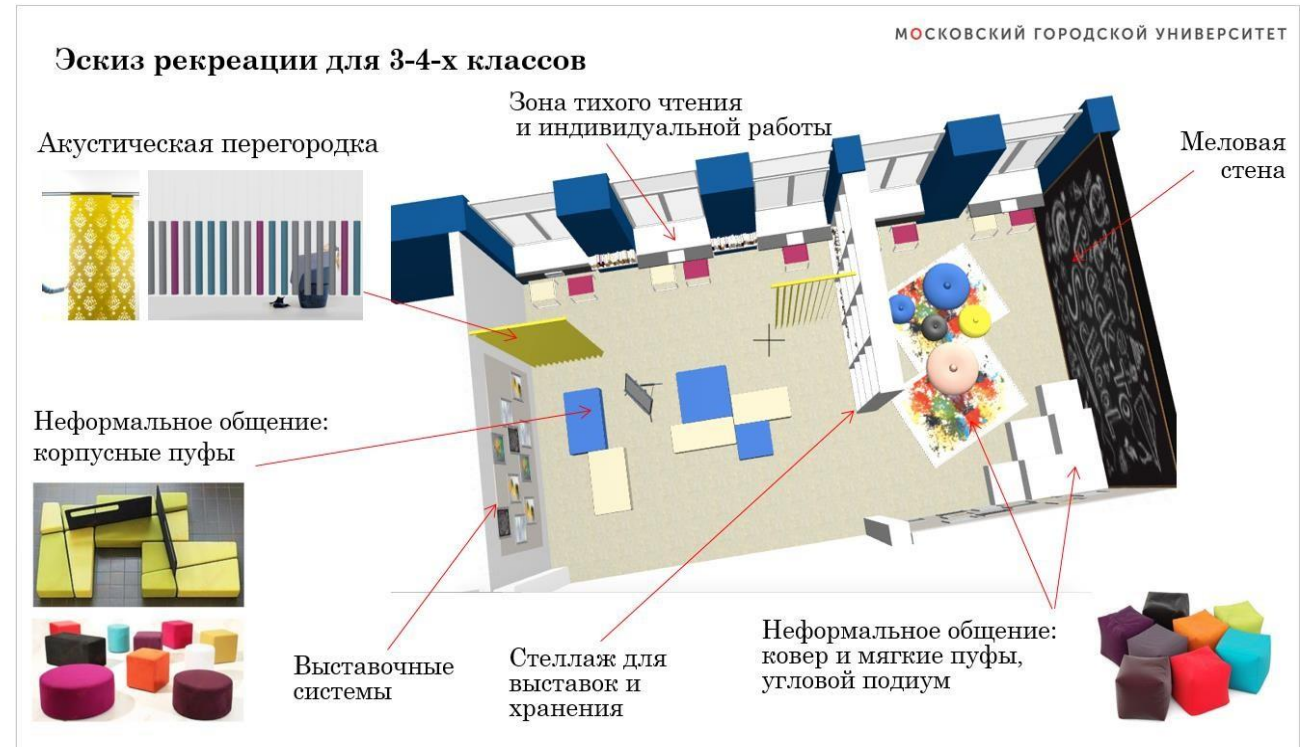 МОСКОВСКИЙ ГОРОДСКОЙ УНИВЕРСИТЕТ
Эскиз рекреации для 3-4-х классов
Зона тихого чтения
и индивидуальной работы
Акустическая перегородка
Меловая
стена
Неформальное общение:
корпусные пуфы
Выставочные
системы
Стеллаж для
выставок и
хранения
Неформальное общение:
ковер и мягкие пуфы,
угловой подиум